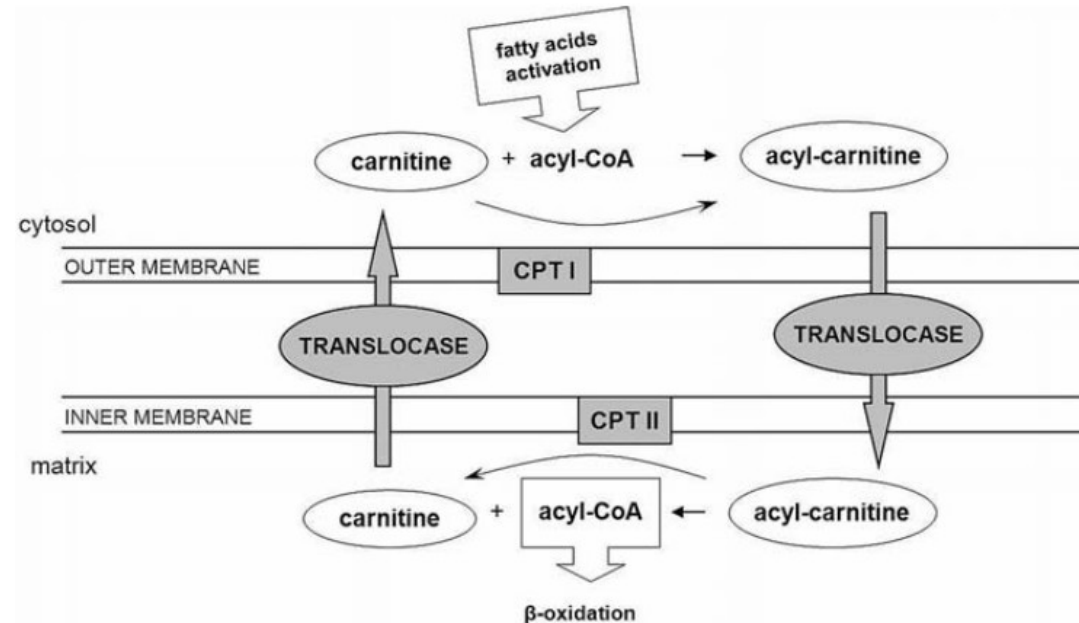 fatty acids
activation
carnitine + acyl-CoA acyl-carnitine
cytosol
OUTER MEMBRANE CPT I
TRANSLOCASE TRANSLOCASE
INNER MEMBRANE CPT II
matrix
carnitine + acyl-CoA acyl-carnitine
β-oxidation